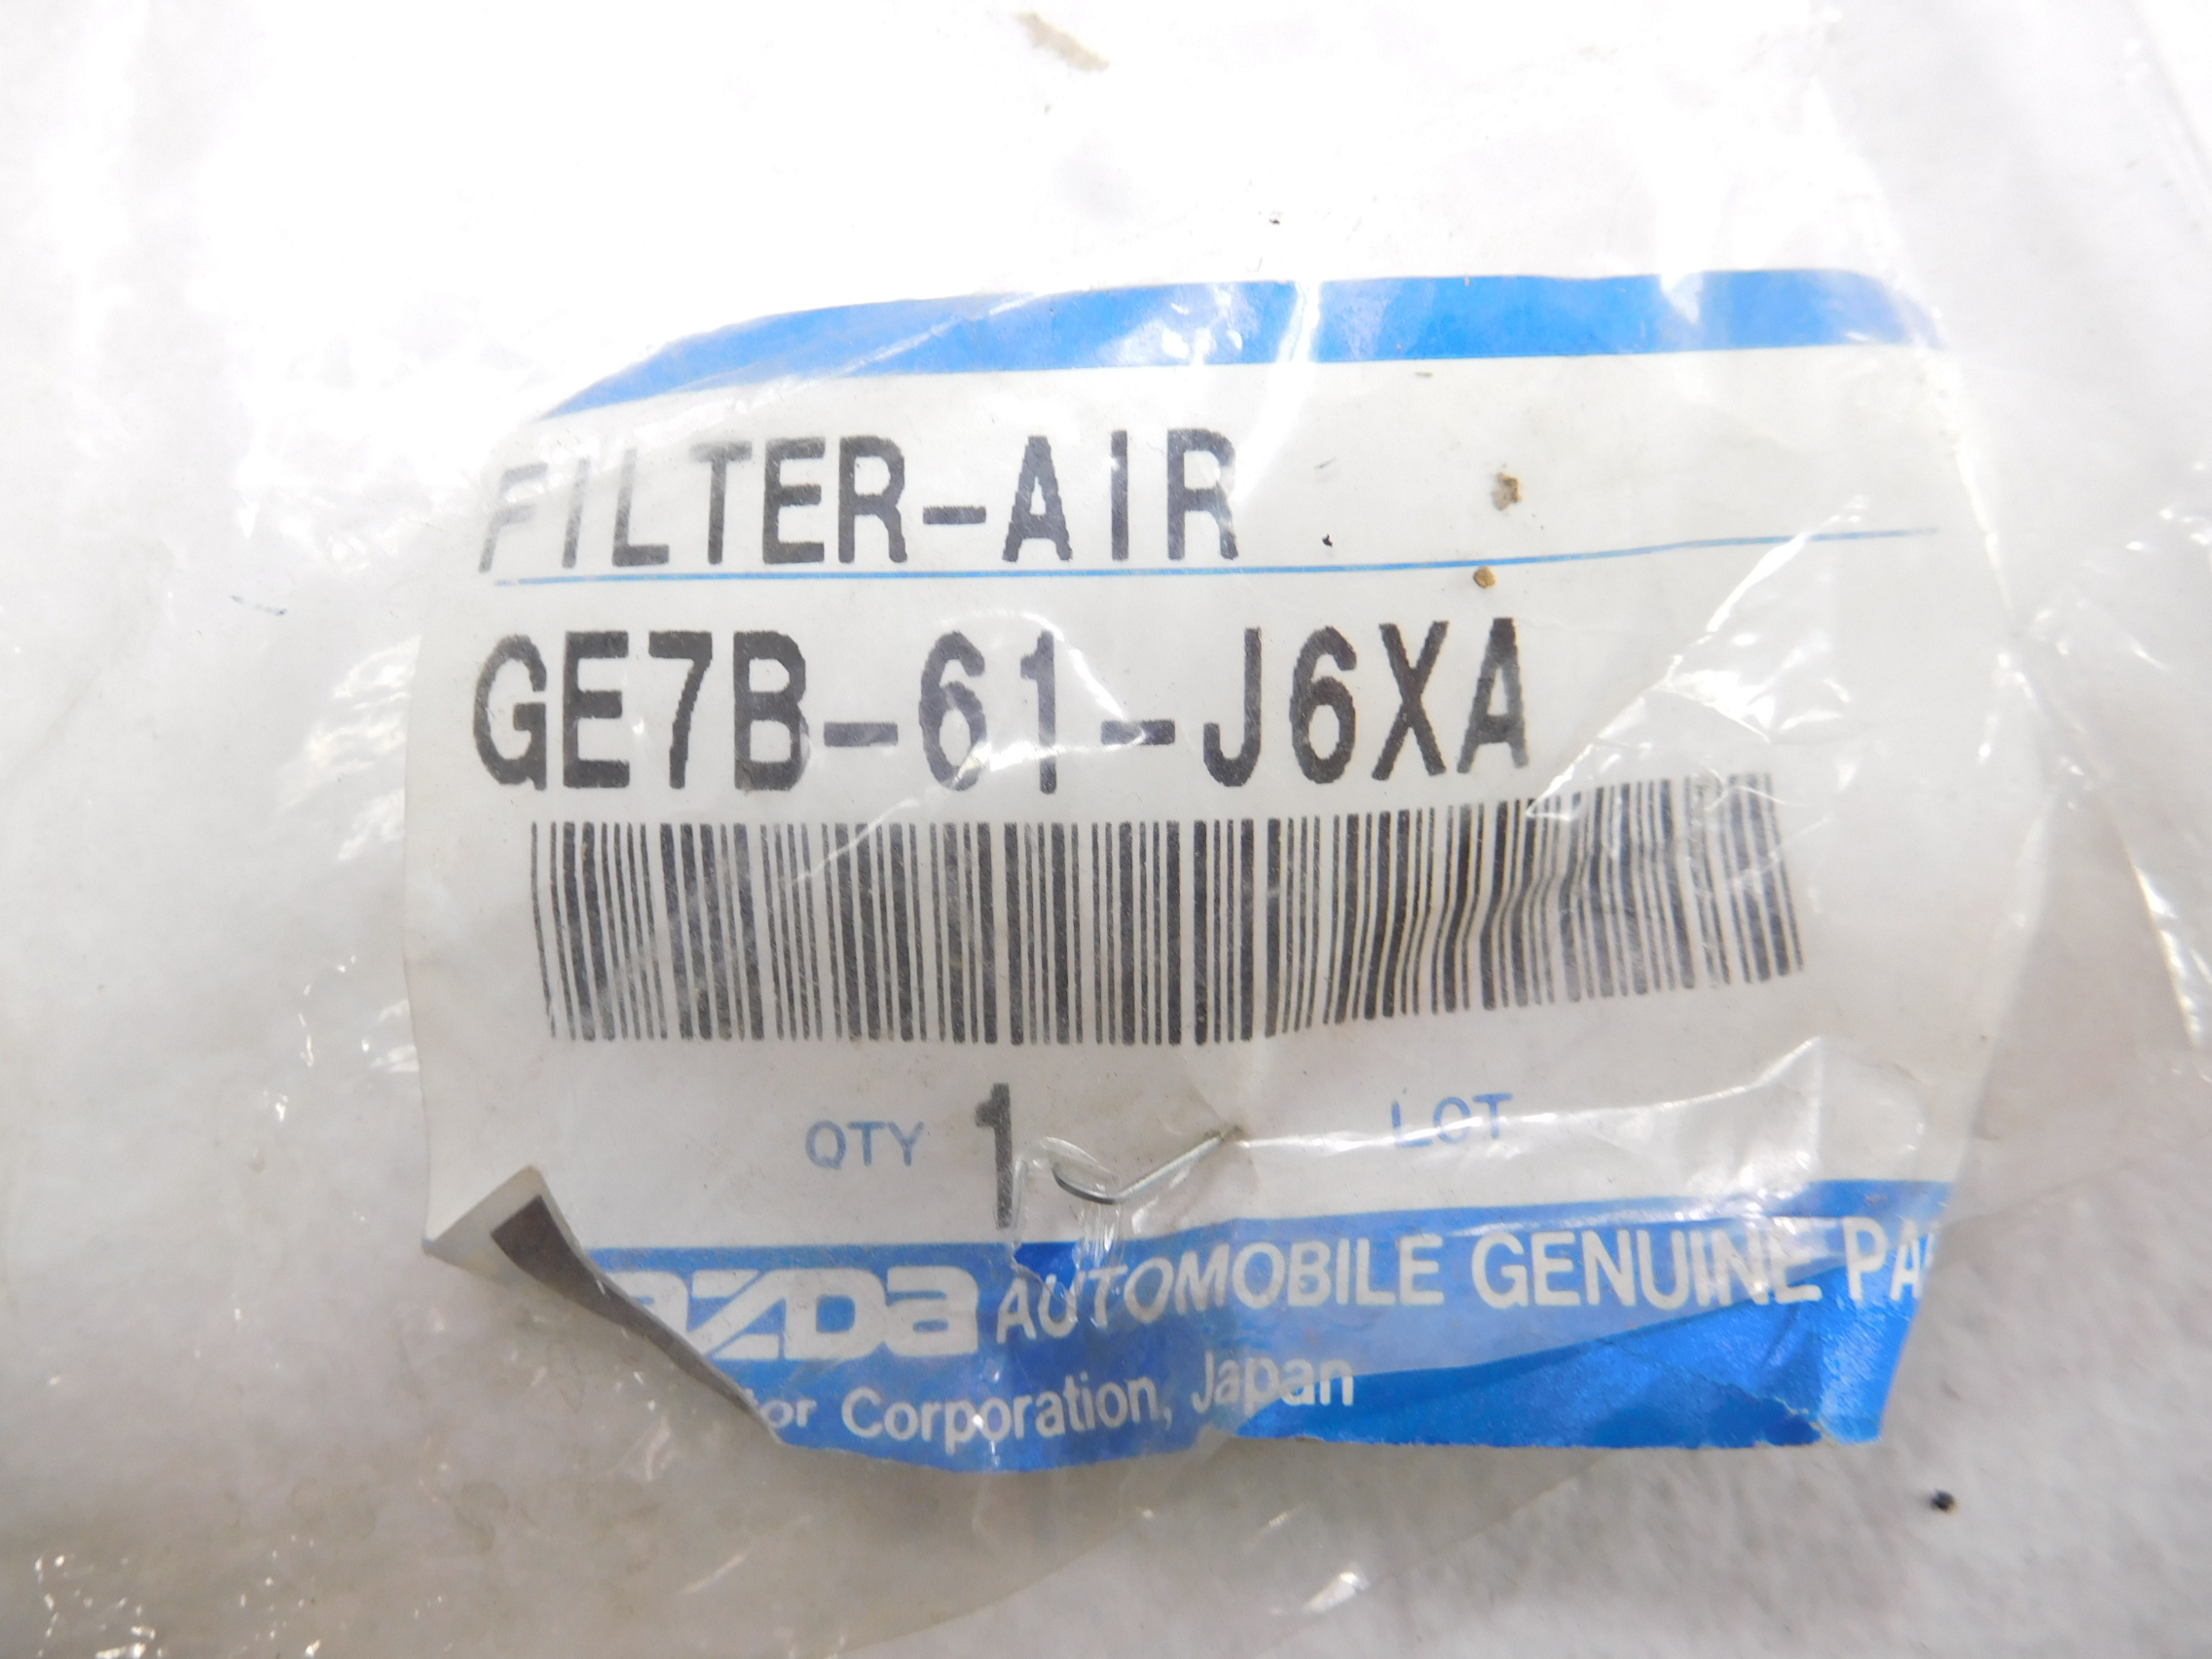 FILTER-AIR
GE7B-61-J6XA
QTY 1 LOT
AUTOMOBILE GENUINE
Corporation, Japan